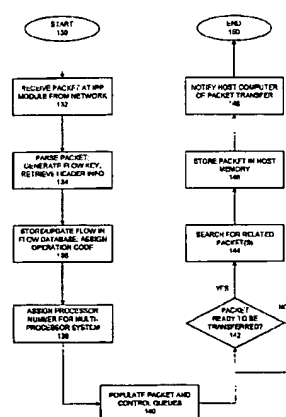 START
130
RECEIVE PACKET AT IPP
MODULE FROM NETWORK
132
PARSE PACKET;
GENERATE FLOW KEY,
RETRIEVE HEADER INFO
134
STORE/UPDATE FLOW IN
FLOW DATABASE; ASSIGN
OPERATION CODE
136
ASSIGN PROCESSOR
NUMBER FOR MULTI-
PROCESSOR SYSTEM
138
POPULATE PACKET AND
CONTROL QUEUES
140
PACKET
READY TO BE
TRANSFERRED?
142
YES
NO
SEARCH FOR RELATED
PACKET(S)
144
STORE PACKET IN HOST
MEMORY
NOTIFY HOST COMPUTER
OF PACKET TRANSFER
END
150